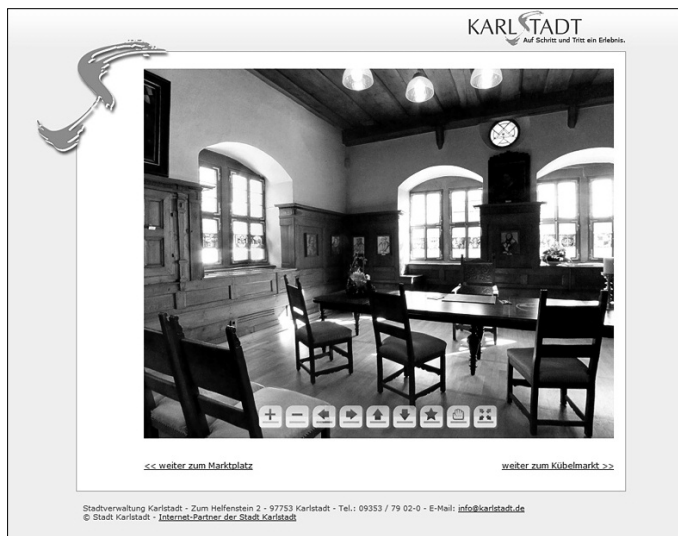 KARLSTADT
Auf Schritt und Tritt ein Erlebnis.
<< weiter zum Marktplatz
weiter zum Kübelmarkt >>
Stadtverwaltung Karlstadt - Zum Helfenstein 2 - 97753 Karlstadt - Tel.: 09353 / 79 02-0 - E-Mail: info@karlstadt.de
© Stadt Karlstadt - Internet-Partner der Stadt Karlstadt